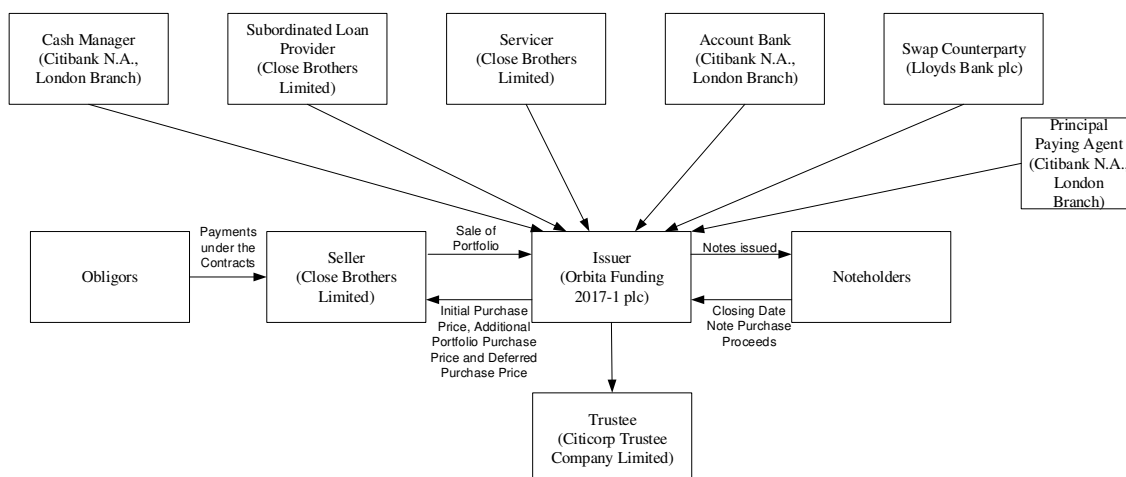 Cash Manager
(Citibank N.A.,
London Branch)
Subordinated Loan
Provider
(Close Brothers
Limited)
Servicer
(Close Brothers
Limited)
Account Bank
(Citibank N.A.,
London Branch)
Swap Counterparty
(Lloyds Bank plc)
Principal
Paying Agent
(Citibank N.A.,
London
Branch)
Obligors
Payments
under the
Contracts
Seller
(Close Brothers
Limited)
Sale of
Portfolio
Initial Purchase
Price, Additional
Portfolio Purchase
Price and Deferred
Purchase Price
Issuer
(Orbita Funding
2017-1 plc)
Notes issued
Closing Date
Note Purchase
Proceeds
Noteholders
Trustee
(Citicorp Trustee
Company Limited)